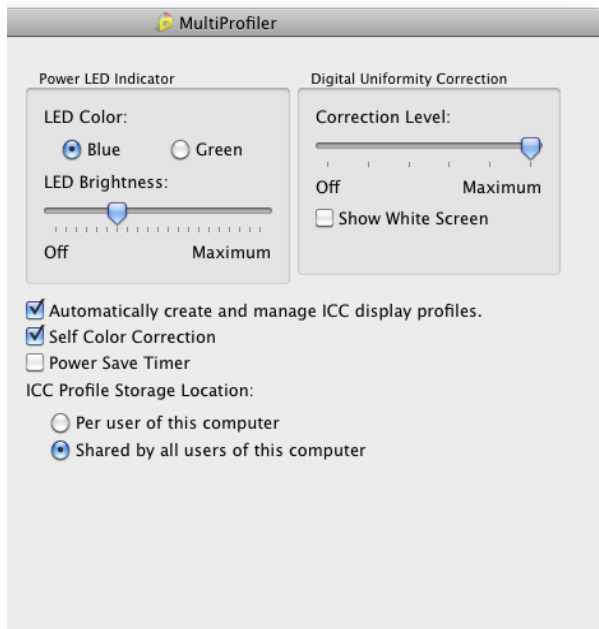 MultiProfiler
Power LED Indicator
LED Color:
Blue Green
LED Brightness:
Off Maximum
Digital Uniformity Correction
Correction Level:
Off Maximum
Show White Screen
Automatically create and manage ICC display profiles.
Self Color Correction
Power Save Timer
ICC Profile Storage Location:
Per user of this computer
Shared by all users of this computer